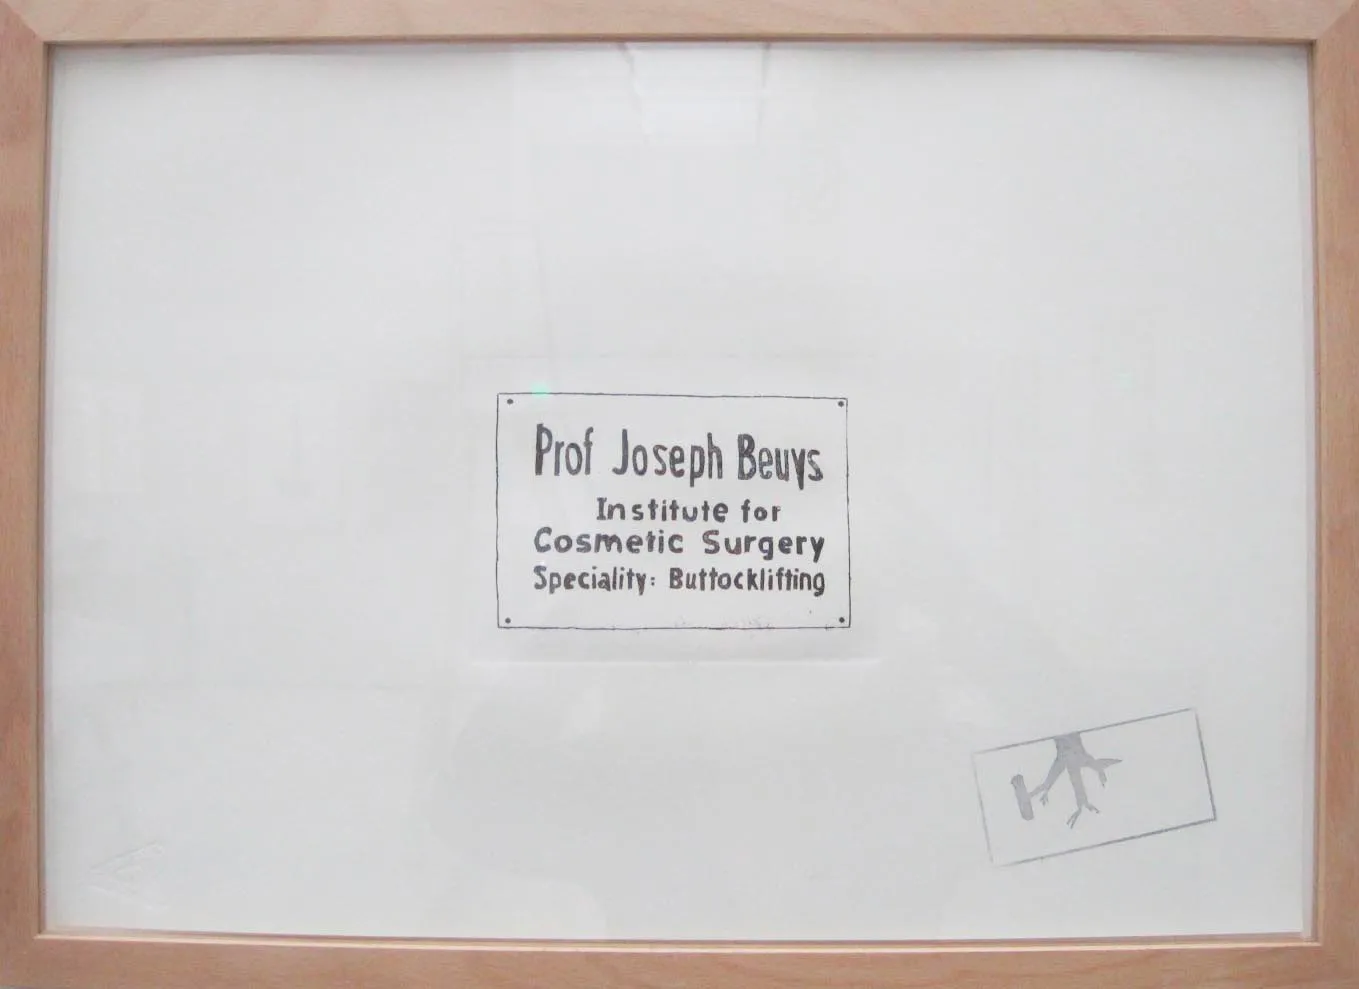 Prof Joseph Beuys
Institute for
Cosmetic Surgery
Speciality: Buttocklifting